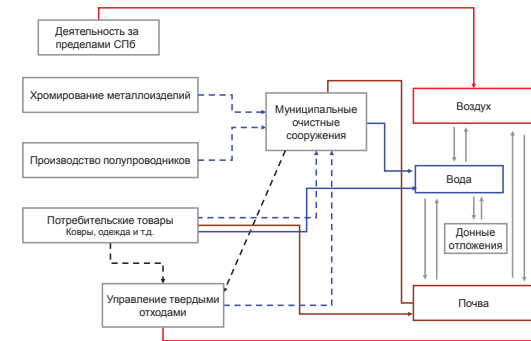 Деятельность за
пределами СПб
Хромирование металлоизделий
Муниципальные
очистные
сооружения
Воздух
Производство полупроводников
Вода
Потребительские товары
Ковры, одежда и т.д.
Донные
отложения
Управление твердыми
отходами
Почва